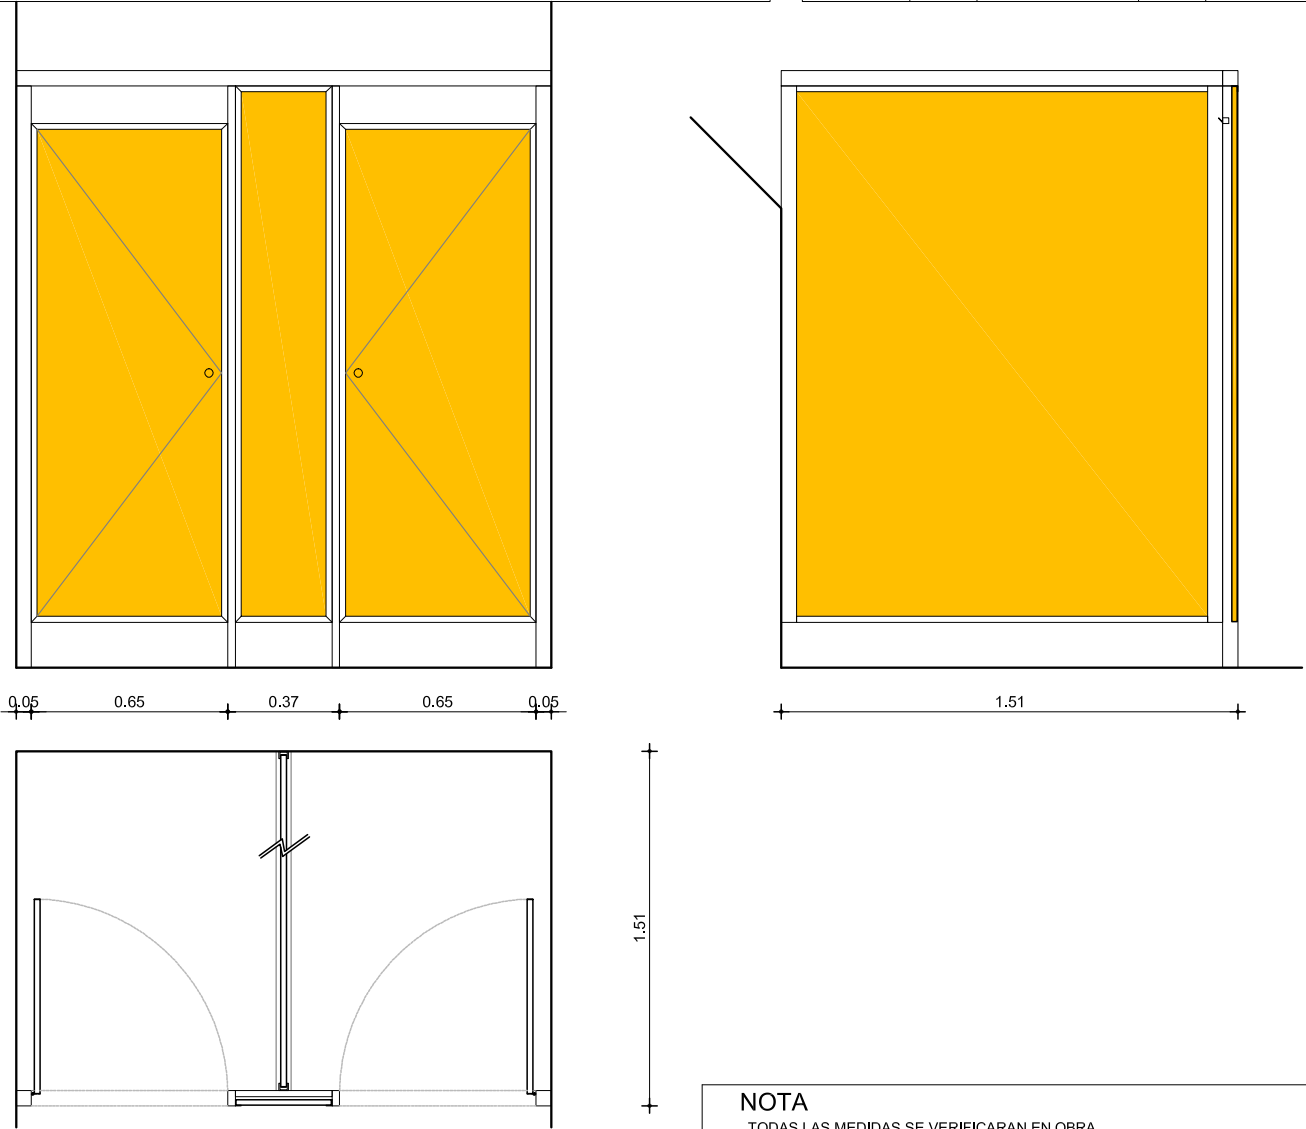 0.05 0.65 0.37 0.65 0.05
1.51
1.51
NOTA
TODAS LAS MEDIDAS SE VERIFICARAN EN OBRA